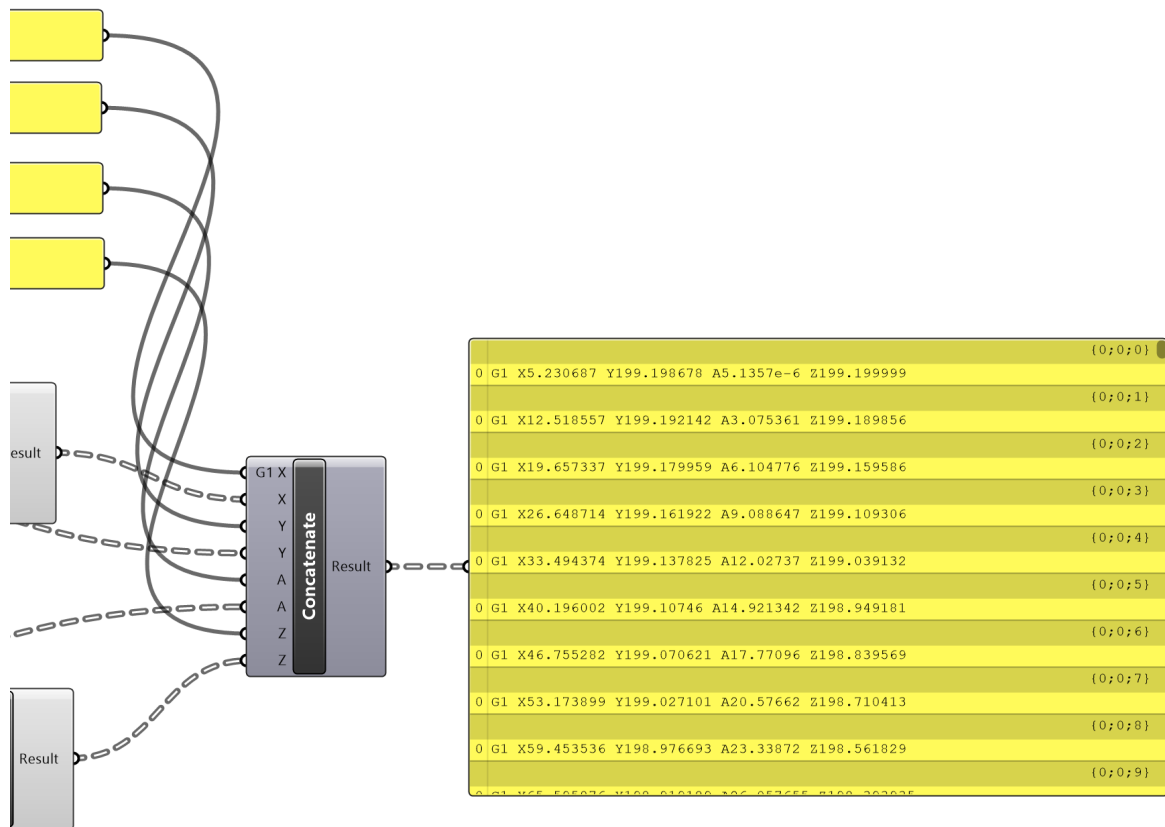 {0;0;0}
0 G1 X5.230687 Y199.198678 A5.1357e-6 Z199.199999
{0;0;1}
0 G1 X12.518557 Y199.192142 A3.075361 Z199.189856
{0;0;2}
0 G1 X19.657337 Y199.179959 A6.104776 Z199.159586
{0;0;3}
0 G1 X26.648714 Y199.161922 A9.088647 Z199.109306
{0;0;4}
0 G1 X33.494374 Y199.137825 A12.02737 Z199.039132
{0;0;5}
0 G1 X40.196002 Y199.10746 A14.921342 Z198.949181
{0;0;6}
0 G1 X46.755282 Y199.070621 A17.77096 Z198.839569
{0;0;7}
0 G1 X53.173899 Y199.027101 A20.57662 Z198.710413
{0;0;8}
0 G1 X59.453536 Y198.976693 A23.33872 Z198.561829
{0;0;9}
esult
G1 X
X
Y
Y
A
A
Z
Z
Concatenate
Result
Result